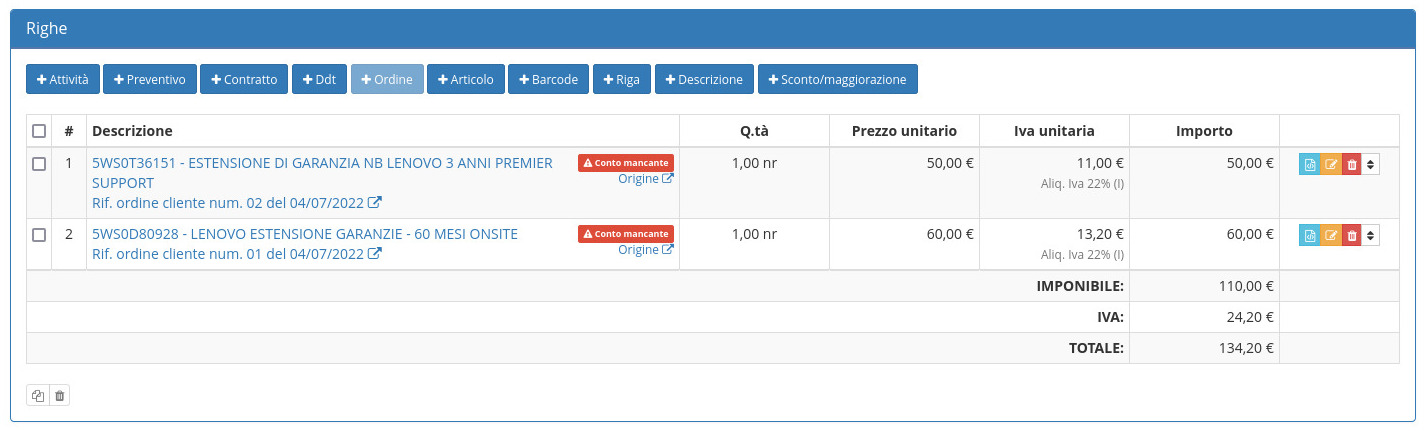 Righe
Attività Preventivo Contratto Ddt Ordine Articolo Barcode Riga Descrizione Sconto/maggiorazione
# Descrizione Q.tà Prezzo unitario Iva unitaria Importo
1 5WS0T36151 - ESTENSIONE DI GARANZIA NB LENOVO 3 ANNI PREMIER Conto mancante 1,00 nr 50,00 € 11,00 € 50,00 €
SUPPORT Origine Aliq. Iva 22% (I)
Rif. ordine cliente num. 02 del 04/07/2022
2 5WS0D80928 - LENOVO ESTENSIONE GARANZIE - 60 MESI ONSITE Conto mancante 1,00 nr 60,00 € 13,20 € 60,00 €
Rif. ordine cliente num. 01 del 04/07/2022 Origine Aliq. Iva 22% (I)
IMPONIBILE: 110,00 €
IVA: 24,20 €
TOTALE: 134,20 €